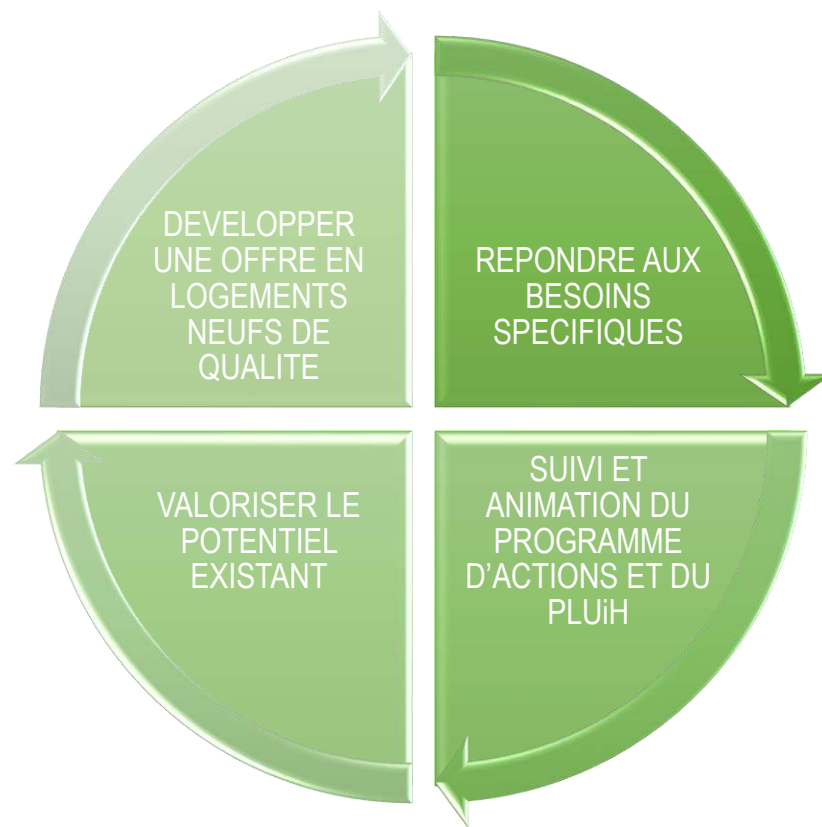 DEVELOPPER
UNE OFFRE EN
LOGEMENTS
NEUFS DE
QUALITE
REPONDRE AUX
BESOINS
SPECIFIQUES
VALORISER LE
POTENTIEL
EXISTANT
SUIVI ET
ANIMATION DU
PROGRAMME
D’ACTIONS ET DU
PLUiH